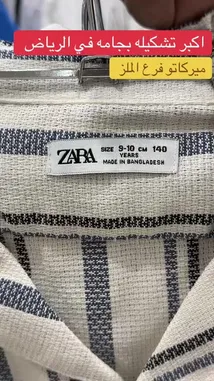 اكبر تشكيله بجامه في الرياض
ميركاتو فرع الملز
ZARA
SIZE 9-10 CM 140
YEARS
MADE IN BANGLADESH